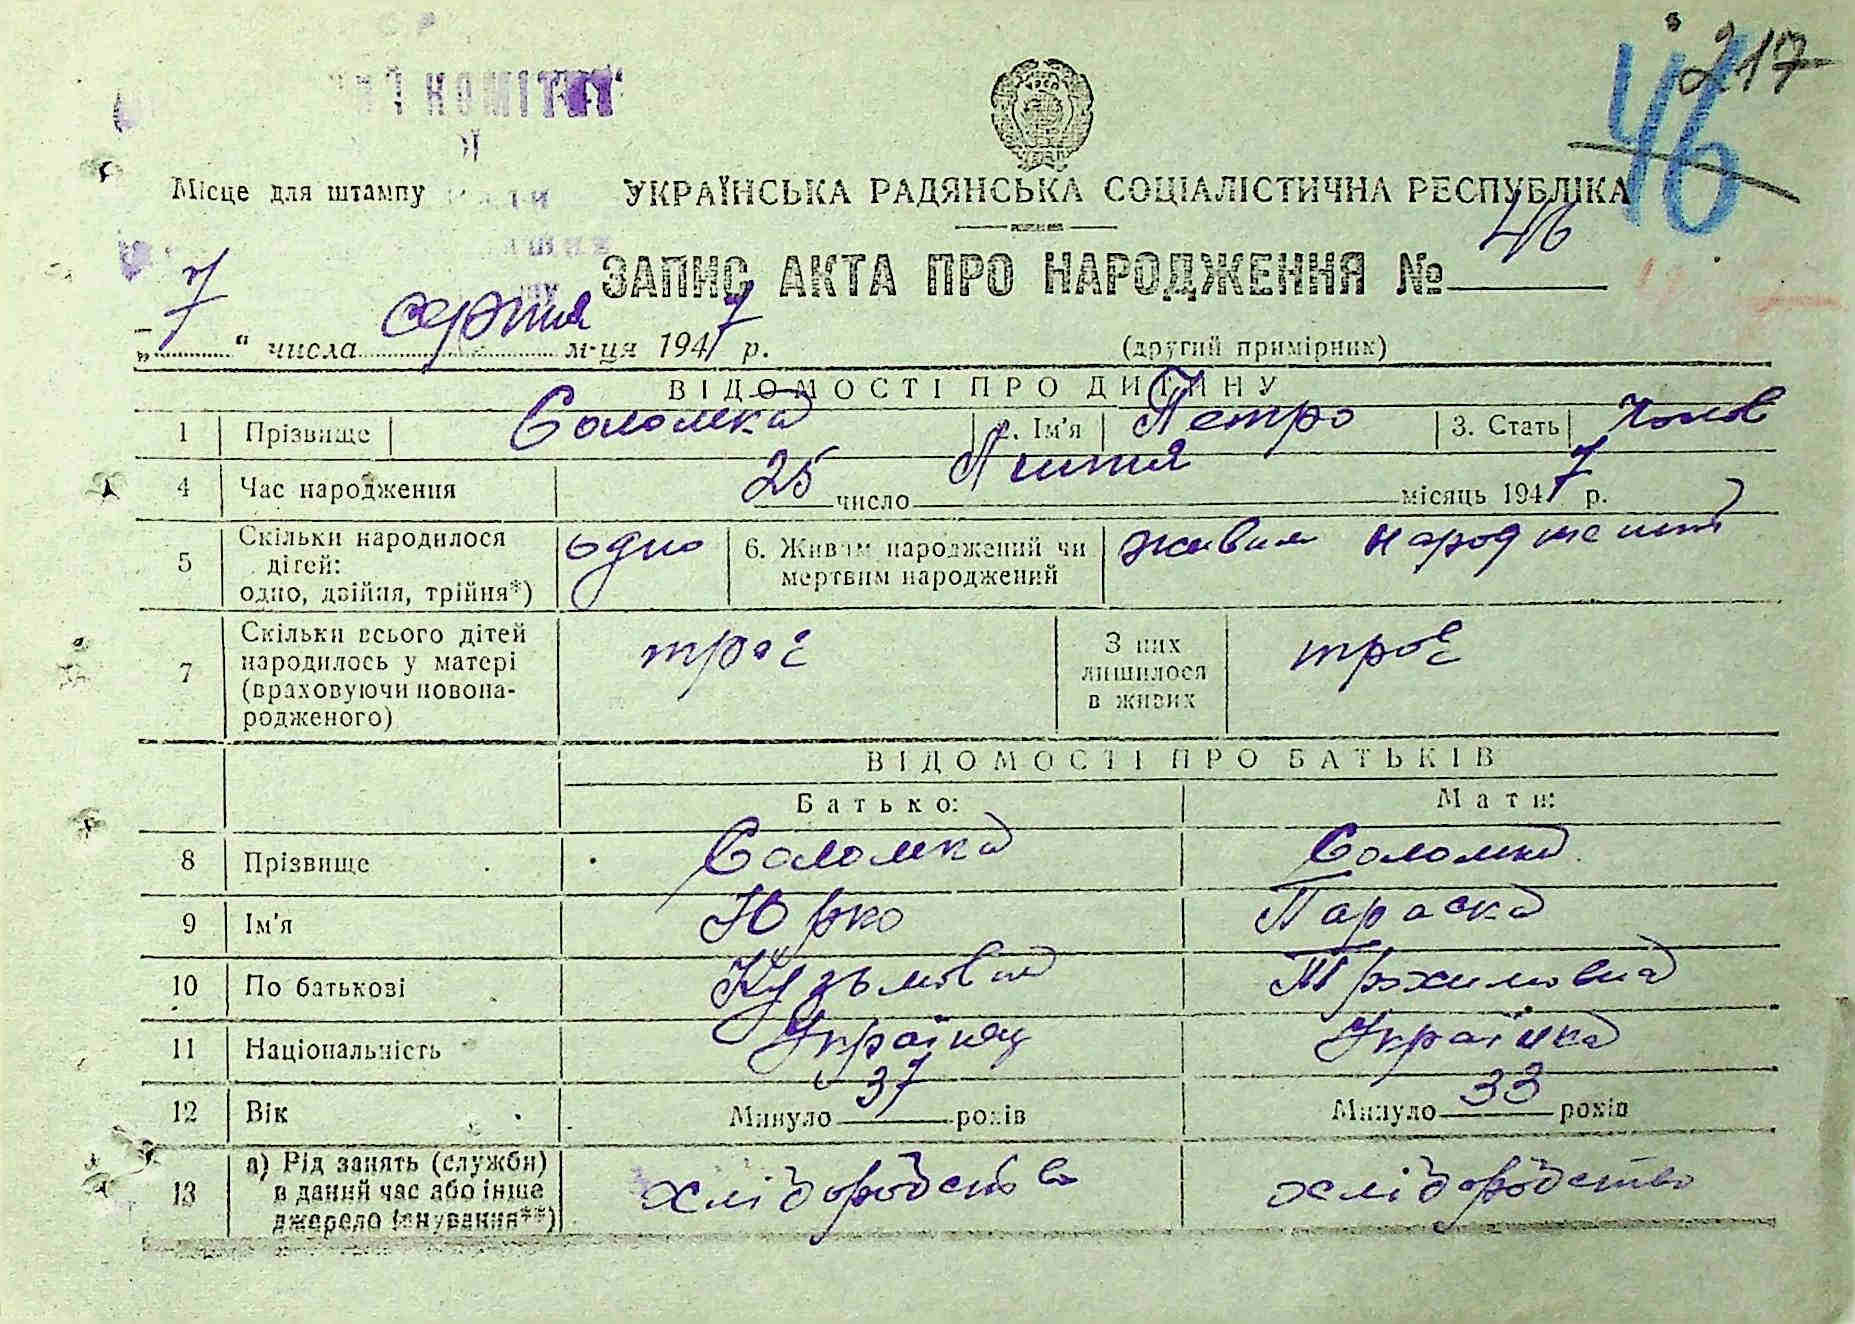 217
46
КОМІТЕТ
Місце для штампу
УКРАЇНСЬКА РАДЯНСЬКА СОЦІАЛІСТИЧНА РЕСПУБЛІКА
ЗАПИС АКТА ПРО НАРОДЖЕННЯ № 46
„7“ числа серпня м-ця 1947 р.
(другий примірник)
ВІДОМОСТІ ПРО ДИТИНУ
1 Прізвище Соломка 2. Ім'я Петро 3. Стать Чолов
4 Час народження 25 число Липня місяць 1947 р.
5 Скільки народилося дітей: одно, двійня, трійня*) одно 6. Живим народжений чи мертвим народжений живим народжений
7 Скільки всього дітей народилось у матері (враховуючи новонародженого) троє З них лишилося в живих троє
ВІДОМОСТІ ПРО БАТЬКІВ
Батько: Мати:
8 Прізвище Соломка Соломка
9 Ім'я Юрко Параска
10 По батькові Кузьмович Трохимовна
11 Національність Українец Українка
12 Вік Минуло 37 років Минуло 33 років
13 а) Рід занять (служби) в даний час або інше джерело існування**) хліборобство хліборобство